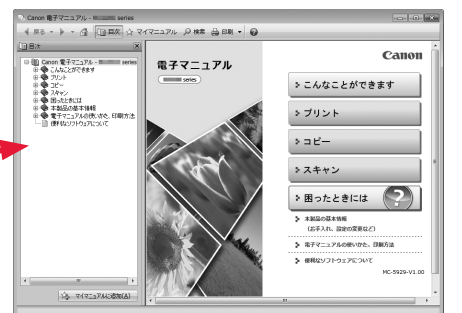 Canon 電子マニュアル - series
戻る 目次 マイマニュアル 検索 印刷
目次
Canon 電子マニュアル - series
こんなことができます
プリント
コピー
スキャン
困ったときには
本製品の基本情報
電子マニュアルの使いかた、印刷方法
便利なソフトウェアについて
マイマニュアルに追加(A)
Canon
電子マニュアル
series
こんなことができます
プリント
コピー
スキャン
困ったときには
本製品の基本情報
(お手入れ、設定の変更など)
電子マニュアルの使いかた、印刷方法
便利なソフトウェアについて
MC-5929-V1.00